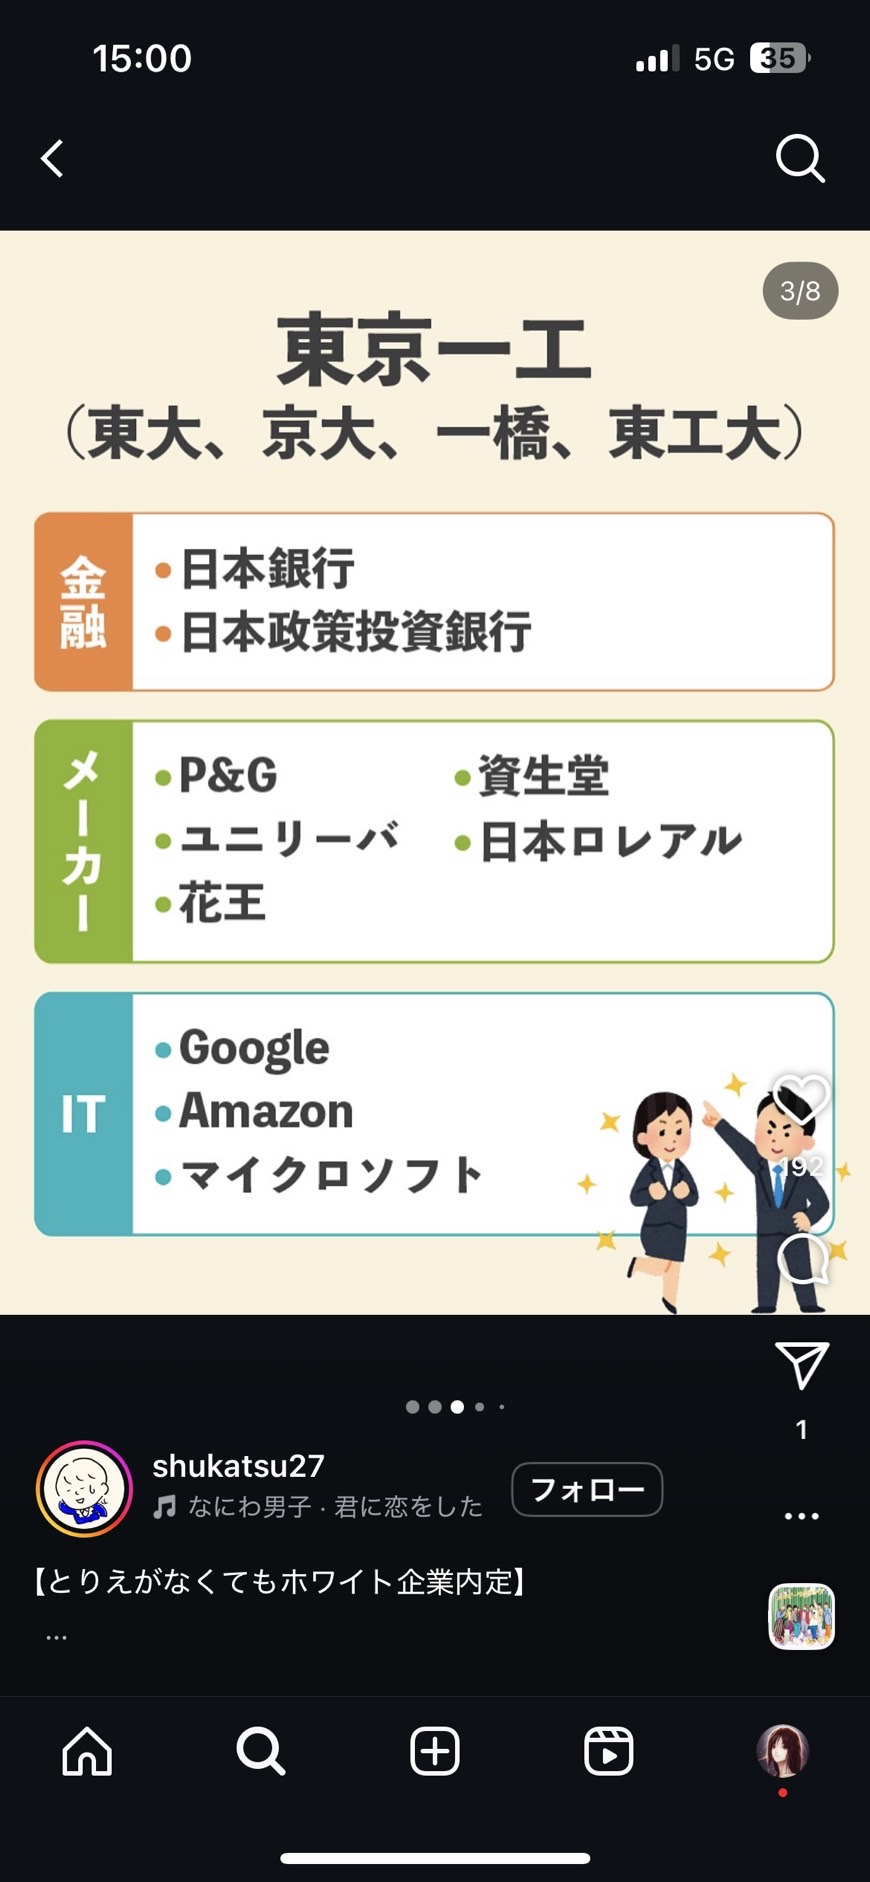 15:00
5G
35
3/8
東京一工
（東大、京大、一橋、東工大）
金融
・日本銀行
・日本政策投資銀行
メーカー
・P&G
・ユニリーバ
・花王
・資生堂
・日本ロレアル
IT
・Google
・Amazon
・マイクロソフト
192
1
shukatsu27
なにわ男子・君に恋をした
フォロー
【とりえがなくてもホワイト企業内定】
...